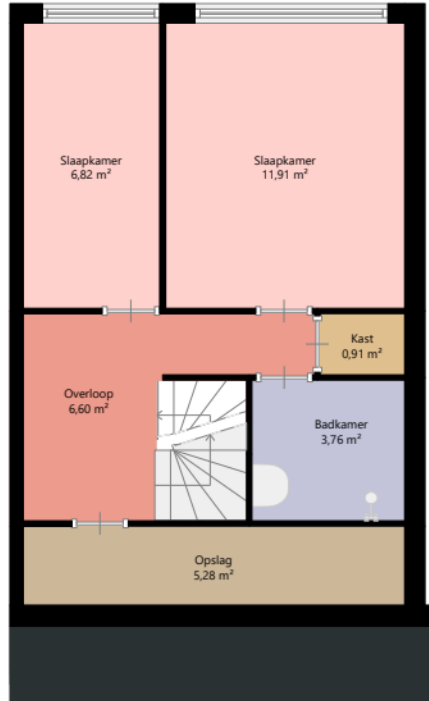 Slaapkamer
6,82 m²
Slaapkamer
11,91 m²
Kast
0,91 m²
Overloop
6,60 m²
Badkamer
3,76 m²
Opslag
5,28 m²